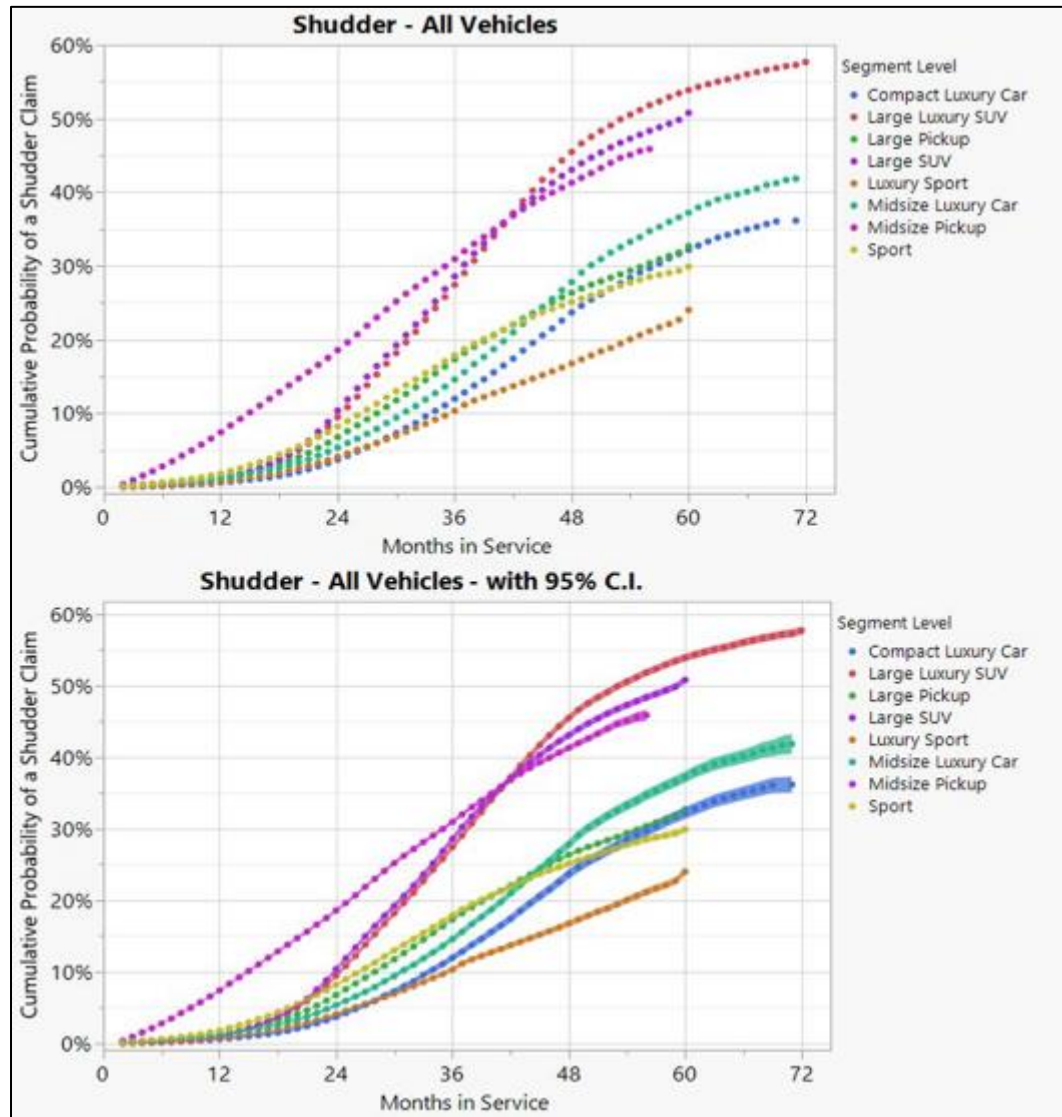 Shudder - All Vehicles
Cumulative Probability of a Shudder Claim
60%
50%
40%
30%
20%
10%
0%
0 12 24 36 48 60 72
Months in Service
Segment Level
Compact Luxury Car
Large Luxury SUV
Large Pickup
Large SUV
Luxury Sport
Midsize Luxury Car
Midsize Pickup
Sport
Shudder - All Vehicles - with 95% C.I.
Cumulative Probability of a Shudder Claim
60%
50%
40%
30%
20%
10%
0%
0 12 24 36 48 60 72
Months in Service
Segment Level
Compact Luxury Car
Large Luxury SUV
Large Pickup
Large SUV
Luxury Sport
Midsize Luxury Car
Midsize Pickup
Sport